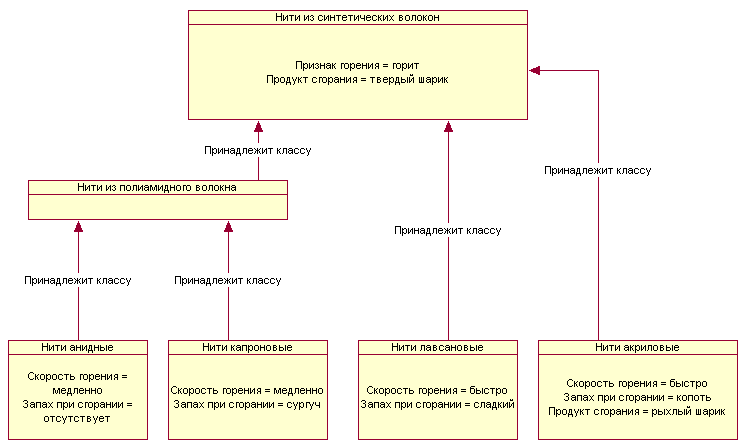 Нити из синтетических волокон
Признак горения = горит
Продукт сгорания = твердый шарик
Принадлежит классу
Принадлежит классу
Нити из полиамидного волокна
Принадлежит классу
Принадлежит классу
Принадлежит классу
Нити анидные
Скорость горения =
медленно
Запах при сгорании =
отсутствует
Нити капроновые
Скорость горения = медленно
Запах при сгорании = сургуч
Нити лавсановые
Скорость горения = быстро
Запах при сгорании = сладкий
Нити акриловые
Скорость горения = быстро
Запах при сгорании = копоть
Продукт сгорания = рыхлый шарик